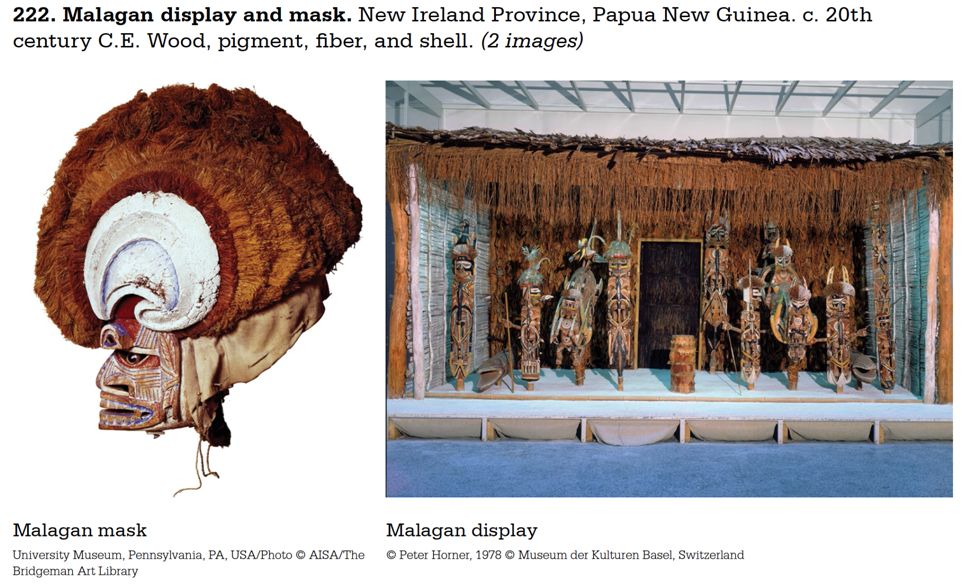 222. Malagan display and mask. New Ireland Province, Papua New Guinea. c. 20th
century C.E. Wood, pigment, fiber, and shell. (2 images)
Malagan mask
University Museum, Pennsylvania, PA, USA/Photo © AISA/The
Bridgeman Art Library
Malagan display
© Peter Horner, 1978 © Museum der Kulturen Basel, Switzerland